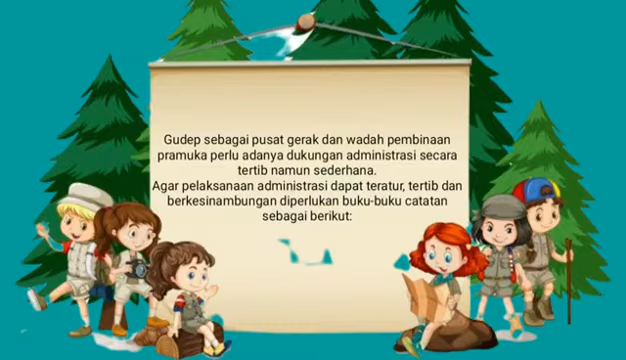 Gudep sebagai pusat gerak dan wadah pembinaan
pramuka perlu adanya dukungan administrasi secara
tertib namun sederhana.
Agar pelaksanaan administrasi dapat teratur, tertib dan
berkesinambungan diperlukan buku-buku catatan
sebagai berikut: